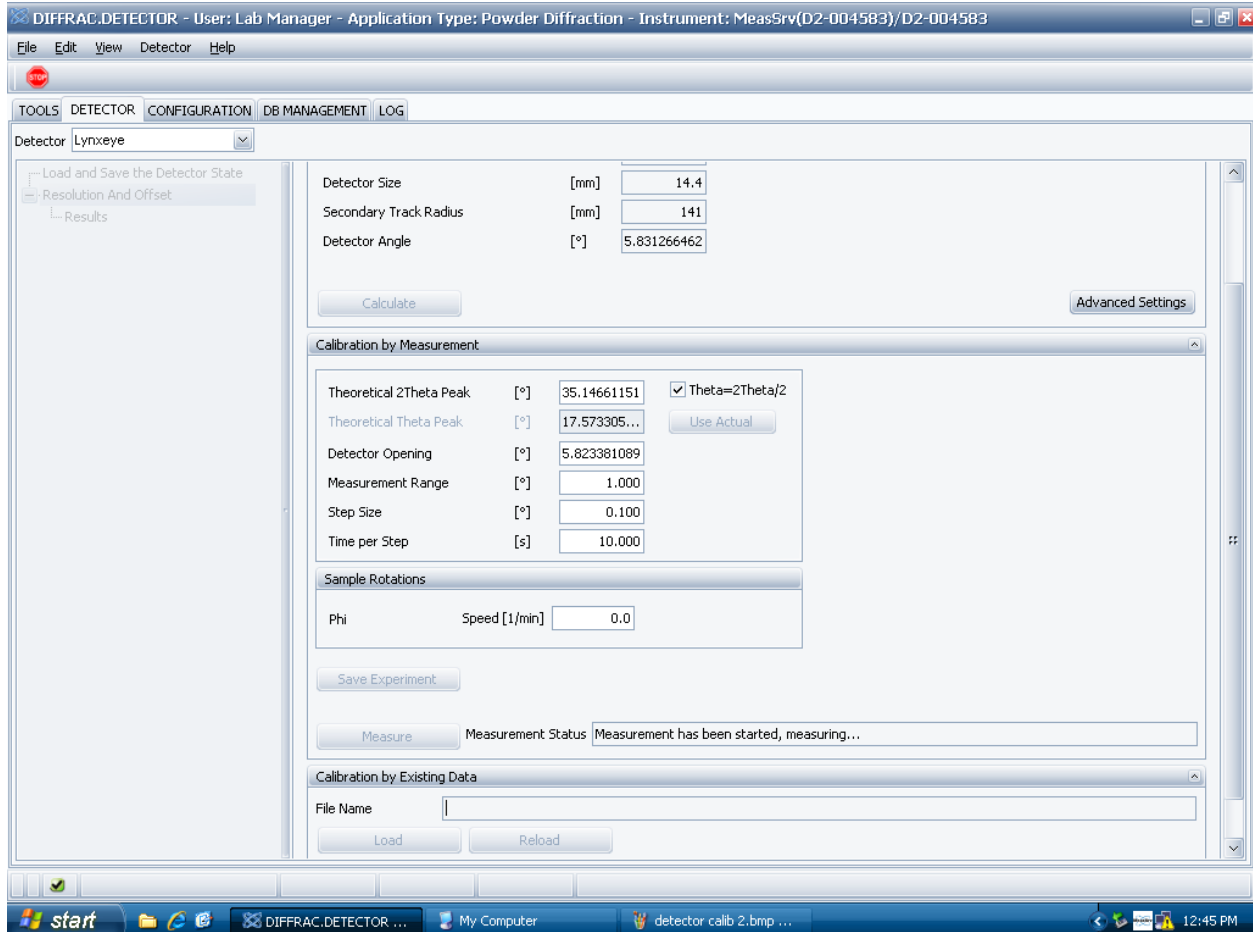 DIFFRAC.DETECTOR - User: Lab Manager - Application Type: Powder Diffraction - Instrument: MeasSrv(D2-004583)/D2-004583
File Edit View Detector Help
STOP
TOOLS DETECTOR CONFIGURATION DB MANAGEMENT LOG
Detector Lynxeye
Load and Save the Detector State
Resolution And Offset
Results
Detector Size [mm] 14.4
Secondary Track Radius [mm] 141
Detector Angle [°] 5.831266462
Calculate Advanced Settings
Calibration by Measurement
Theoretical 2Theta Peak [°] 35.14661151 Theta=2Theta/2
Theoretical Theta Peak [°] 17.573305... Use Actual
Detector Opening [°] 5.823381089
Measurement Range [°] 1.000
Step Size [°] 0.100
Time per Step [s] 10.000
Sample Rotations
Phi Speed [1/min] 0.0
Save Experiment
Measure Measurement Status Measurement has been started, measuring...
Calibration by Existing Data
File Name
Load Reload
start DIFFRAC.DETECTOR ... My Computer detector calib 2.bmp ... 12:45 PM